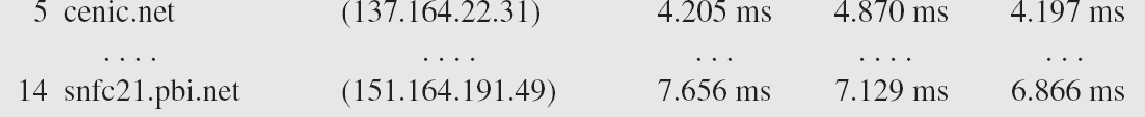 5 cenic.net (137.164.22.31) 4.205 ms 4.870 ms 4.197 ms
.... .... ... .... ...
14 snfc21.pbi.net (151.164.191.49) 7.656 ms 7.129 ms 6.866 ms